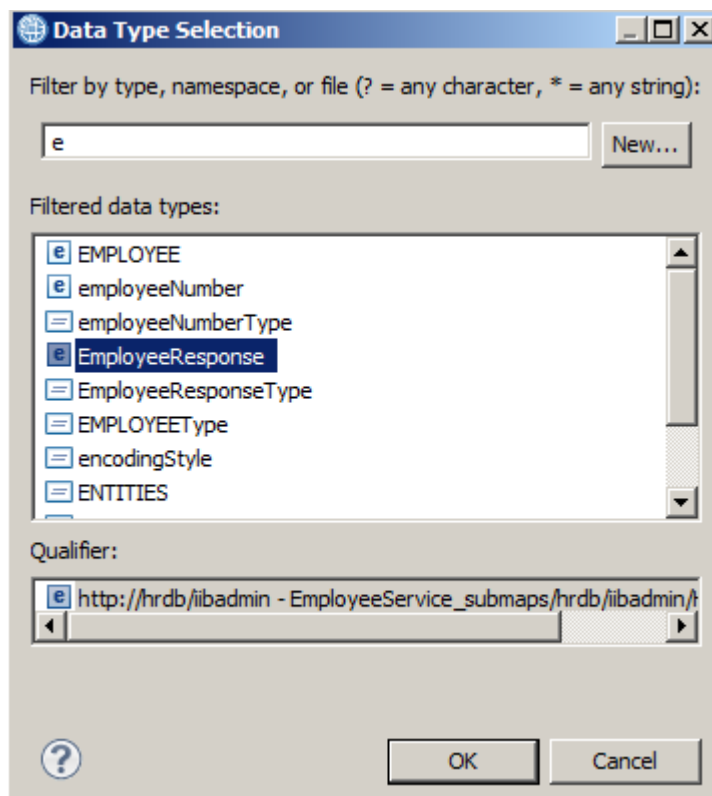 Data Type Selection
Filter by type, namespace, or file (? = any character, * = any string):
e
New...
Filtered data types:
e EMPLOYEE
e employeeNumber
employeeNumberType
e EmployeeResponse
EmployeeResponseType
EMPLOYEEType
encodingStyle
ENTITIES
Qualifier:
e http://hrdb/iibadmin - EmployeeService_submaps/hrdb/iibadmin/
?
OK
Cancel